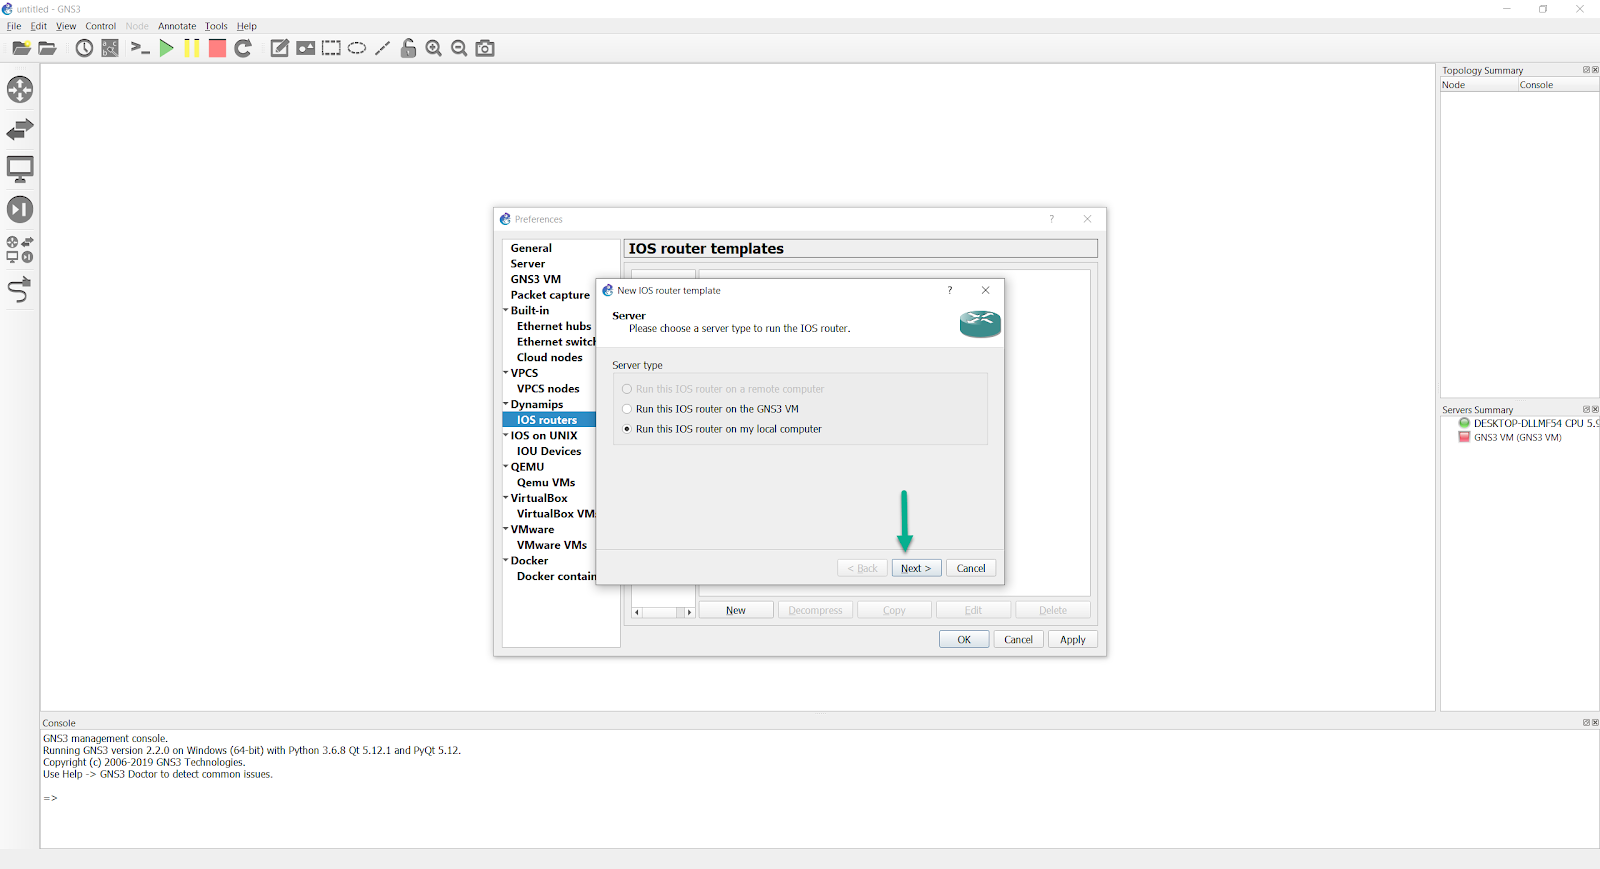 untitled - GNS3
File Edit View Control Node Annotate Tools Help
Topology Summary
Node Console
Preferences
?
General
Server
GNS3 VM
Packet capture
Built-in
Ethernet hubs
Ethernet switch
Cloud nodes
VPCS
VPCS nodes
Dynamips
IOS routers
IOS on UNIX
IOU Devices
QEMU
Qemu VMs
VirtualBox
VirtualBox VM
VMware
VMware VMs
Docker
Docker contain
IOS router templates
New IOS router template
?
Server
Please choose a server type to run the IOS router.
Server type
Run this IOS router on a remote computer
Run this IOS router on the GNS3 VM
Run this IOS router on my local computer
< Back Next > Cancel
New Decompress Copy Edit Delete
OK Cancel Apply
Servers Summary
DESKTOP-DLLMF54 CPU 5.9
GNS3 VM (GNS3 VM)
Console
GNS3 management console.
Running GNS3 version 2.2.0 on Windows (64-bit) with Python 3.6.8 Qt 5.12.1 and PyQt 5.12.
Copyright (c) 2006-2019 GNS3 Technologies.
Use Help -> GNS3 Doctor to detect common issues.
=>